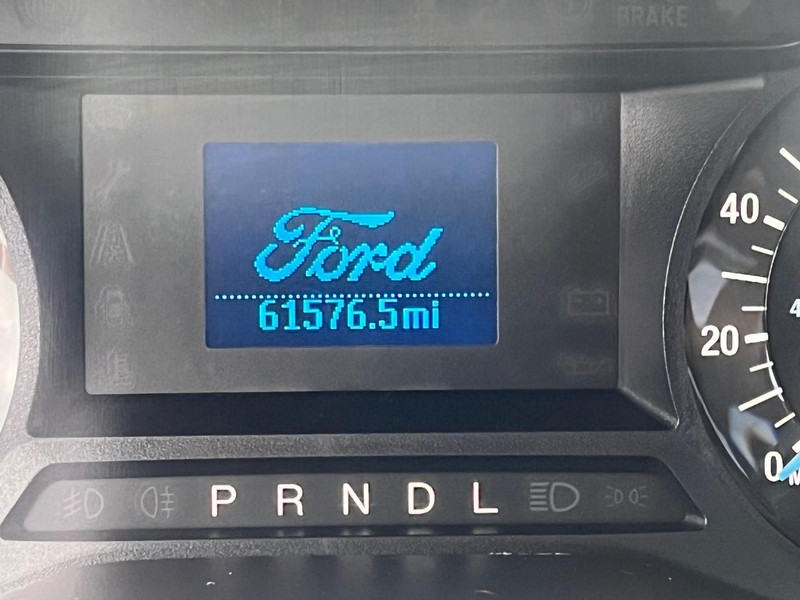 BRAKE
Ford
61576.5mi
40
20
0
P R N D L